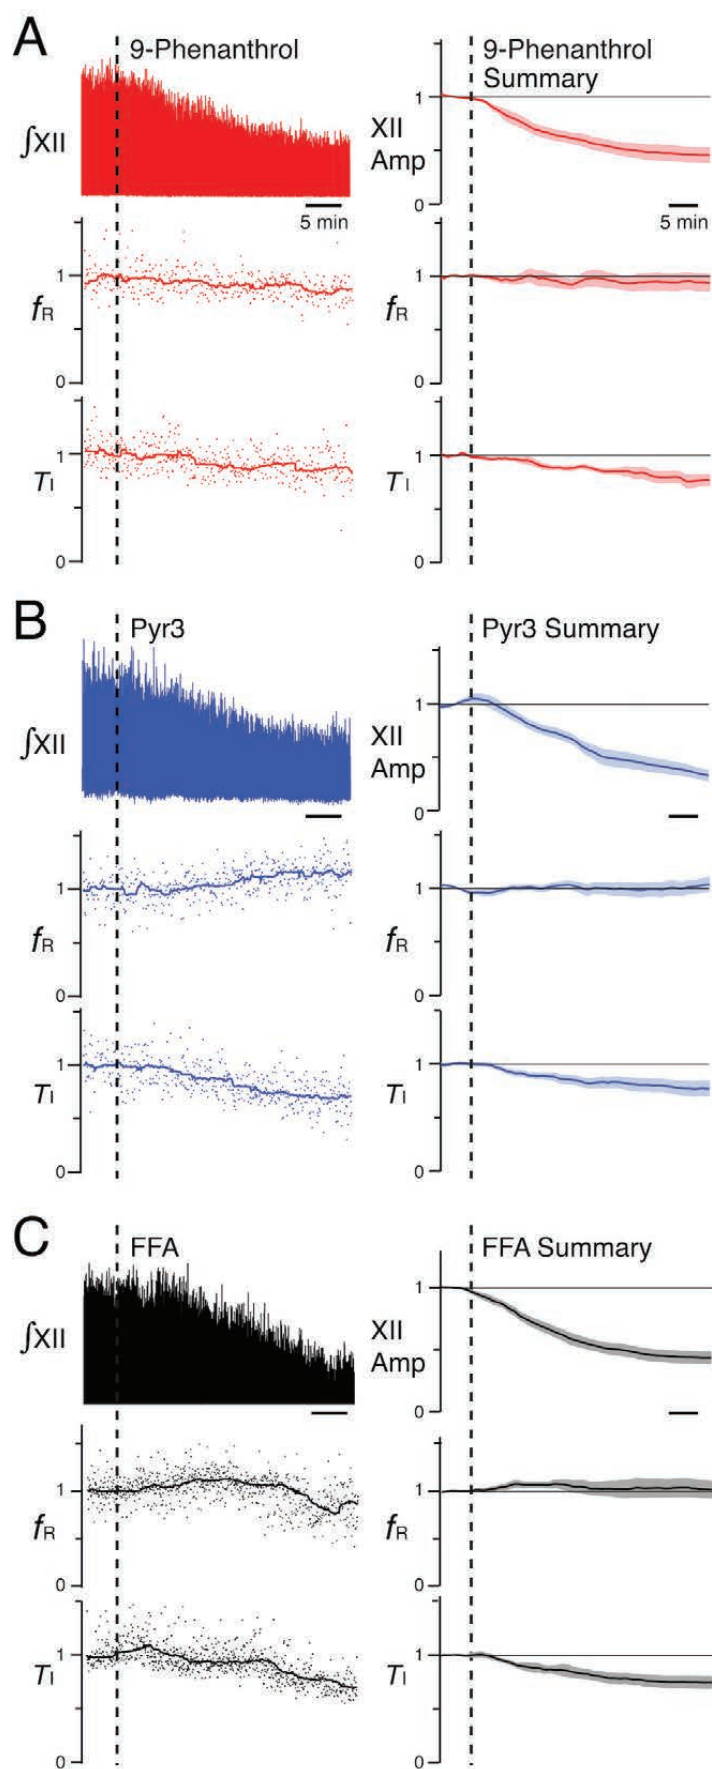 A
9-Phenanthrol
9-Phenanthrol
Summary
∫XII
XII
Amp
1
0
5 min
5 min
fR
1
0
fR
1
0
TI
1
0
TI
1
0
B
Pyr3
Pyr3 Summary
∫XII
XII
Amp
1
0
fR
1
0
fR
1
0
TI
1
0
TI
1
0
C
FFA
FFA Summary
∫XII
XII
Amp
1
0
fR
1
0
fR
1
0
TI
1
0
TI
1
0